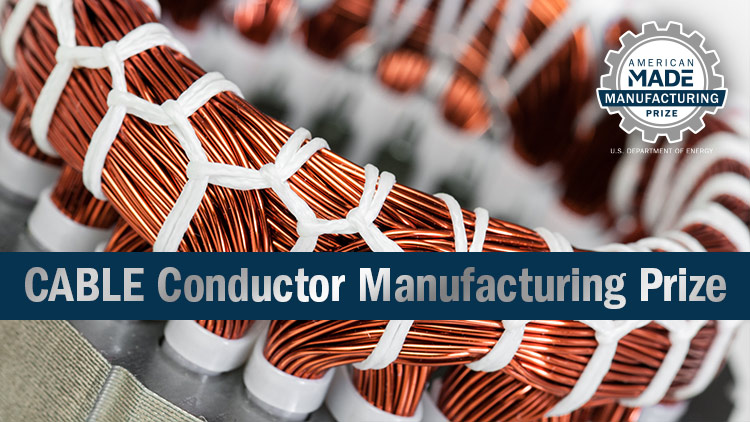 AMERICAN
MADE
MANUFACTURING
PRIZE
U.S. DEPARTMENT OF ENERGY
CABLE Conductor Manufacturing Prize